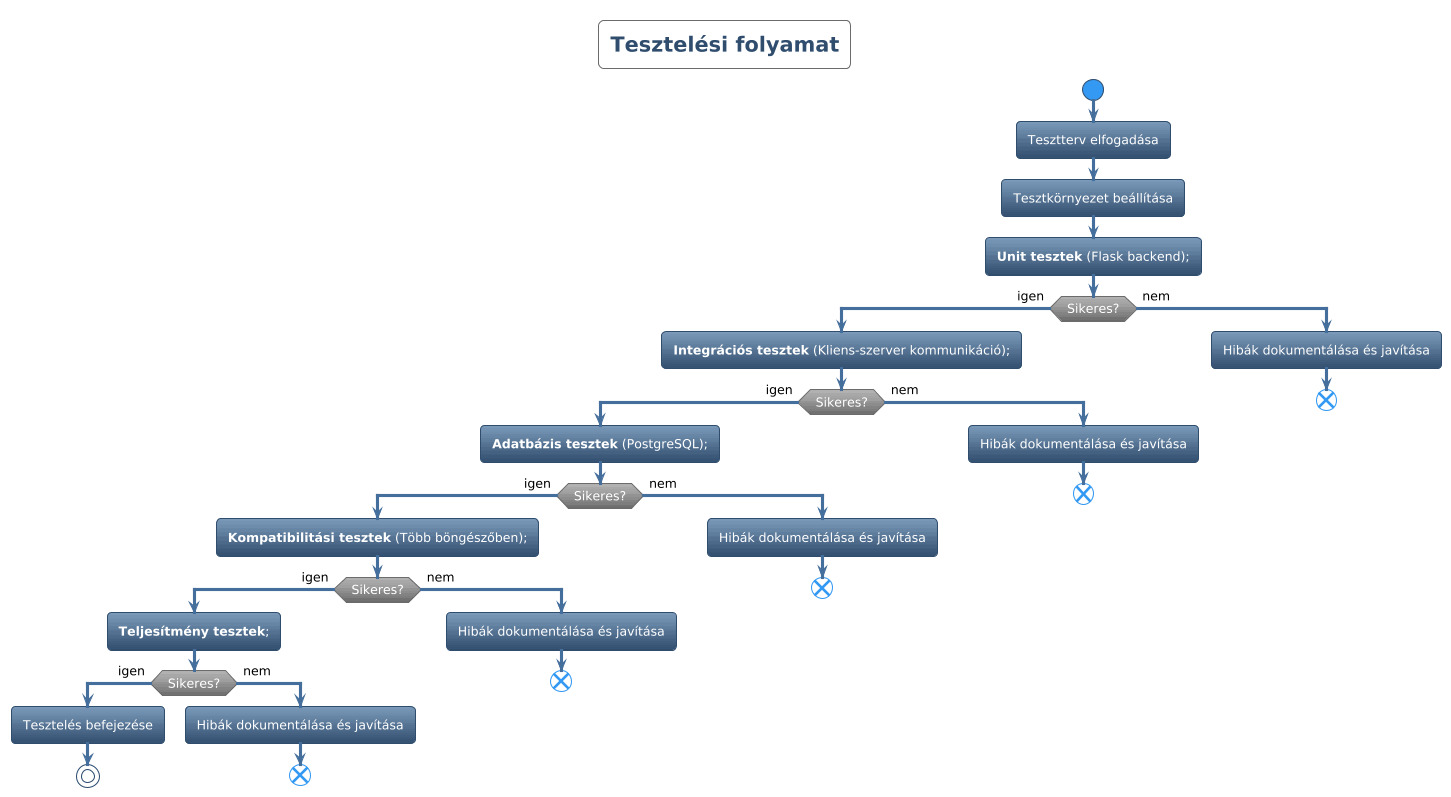 Tesztelési folyamat
Tesztterv elfogadása
Tesztkörnyezet beállítása
Unit tesztek (Flask backend);
igen
Sikeres?
nem
Integrációs tesztek (Kliens-szerver kommunikáció);
Hibák dokumentálása és javítása
igen
Sikeres?
nem
Adatbázis tesztek (PostgreSQL);
Hibák dokumentálása és javítása
igen
Sikeres?
nem
Kompatibilitási tesztek (Több böngészőben);
Hibák dokumentálása és javítása
igen
Sikeres?
nem
Teljesítmény tesztek;
Hibák dokumentálása és javítása
igen
Sikeres?
nem
Tesztelés befejezése
Hibák dokumentálása és javítása